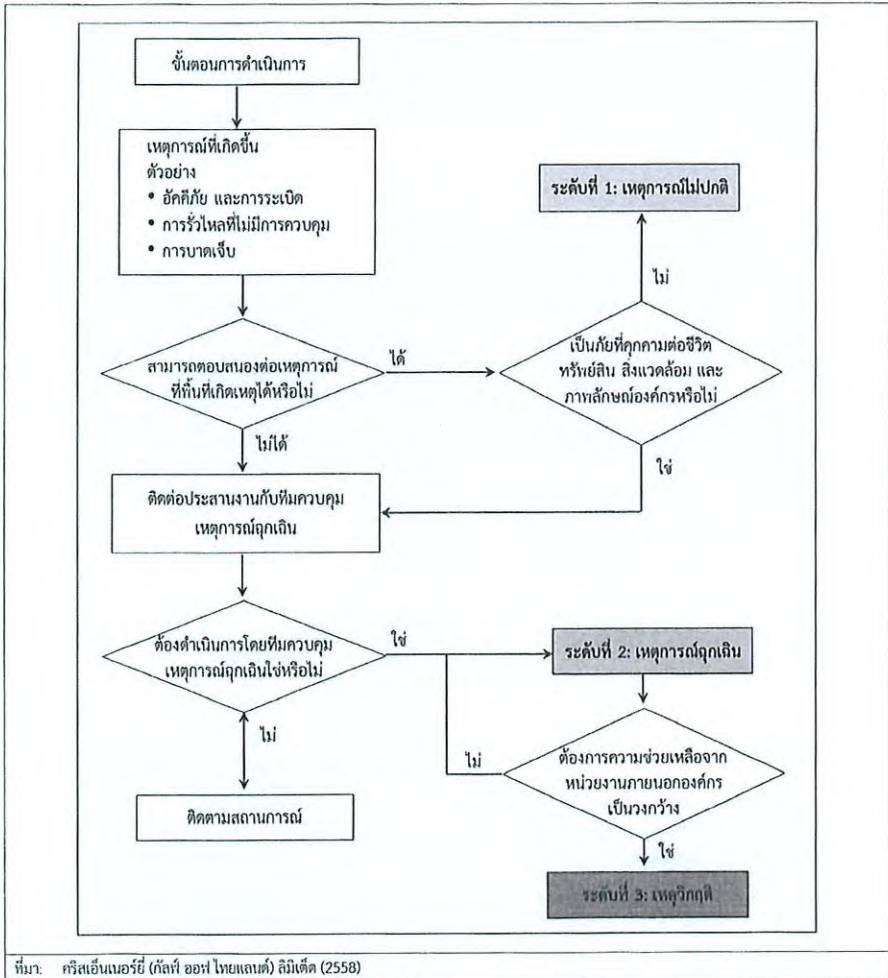 ขั้นตอนการดำเนินการ
เหตุการณ์ที่เกิดขึ้น
ตัวอย่าง
• อัคคีภัย และการระเบิด
• การรั่วไหลที่ไม่มีการควบคุม
• การบาดเจ็บ
ระดับที่ 1: เหตุการณ์ไม่ปกติ
ไม่
สามารถตอบสนองต่อเหตุการณ์
ที่พื้นที่เกิดเหตุได้หรือไม่
ได้
เป็นภัยที่คุกคามต่อชีวิต
ทรัพย์สิน สิ่งแวดล้อม และ
ภาพลักษณ์องค์กรหรือไม่
ไม่ได้
ใช่
ติดต่อประสานงานกับทีมควบคุม
เหตุการณ์ฉุกเฉิน
ต้องดำเนินการโดยทีมควบคุม
เหตุการณ์ฉุกเฉินใช่หรือไม่
ใช่
ระดับที่ 2: เหตุการณ์ฉุกเฉิน
ไม่
ไม่
ต้องการความช่วยเหลือจาก
หน่วยงานภายนอกองค์กร
เป็นวงกว้าง
ติดตามสถานการณ์
ใช่
ระดับที่ 3: เหตุวิกฤติ
ที่มา: คริสเอ็นเนอร์ยี่ (กัลฟ์ ออฟ ไทยแลนด์) ลิมิเต็ด (2558)